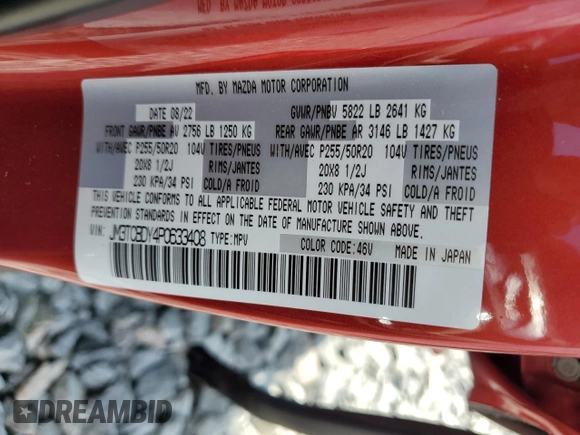 MFD. BY MAZDA MOTOR CORPORATION
DATE 08/22 GVWR/PNBV 5822 LB 2641 KG
FRONT GAWR/PNBE AV 2756 LB 1250 KG REAR GAWR/PNBE AR 3146 LB 1427 KG
WITH/AVEC P255/50R20 104V TIRES/PNEUS WITH/AVEC P255/50R20 104V TIRES/PNEUS
20X8 1/2J RIMS/JANTES 20X8 1/2J RIMS/JANTES
230 KPA/34 PSI COLD/A FROID 230 KPA/34 PSI COLD/A FROID
THIS VEHICLE CONFORMS TO ALL APPLICABLE FEDERAL MOTOR VEHICLE SAFETY AND THEFT
PREVENTION STANDARDS IN EFFECT ON THE DATE OF MANUFACTURE SHOWN ABOVE.
VIN: JM3TCBDY4P0633408 TYPE:MPV COLOR CODE:46V MADE IN JAPAN
DREAMBID